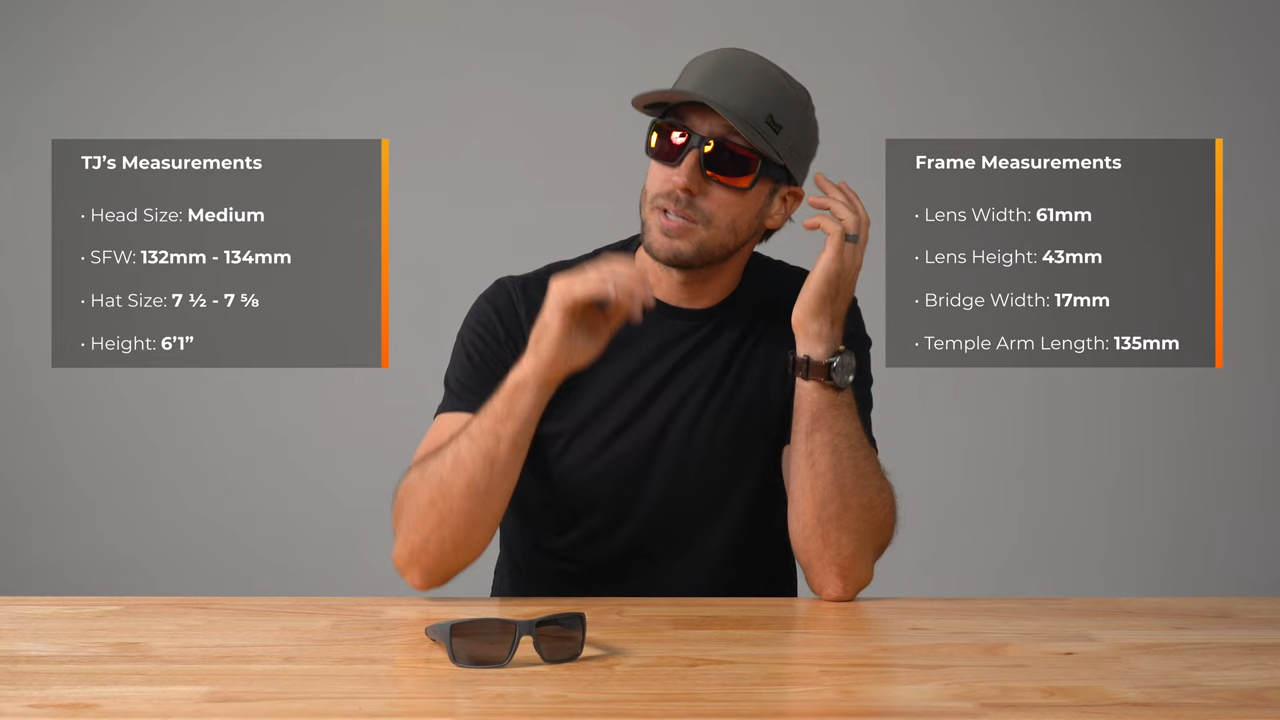 TJ’s Measurements
· Head Size: Medium
· SFW: 132mm - 134mm
· Hat Size: 7 ½ - 7 ⅝
· Height: 6’1”
Frame Measurements
· Lens Width: 61mm
· Lens Height: 43mm
· Bridge Width: 17mm
· Temple Arm Length: 135mm